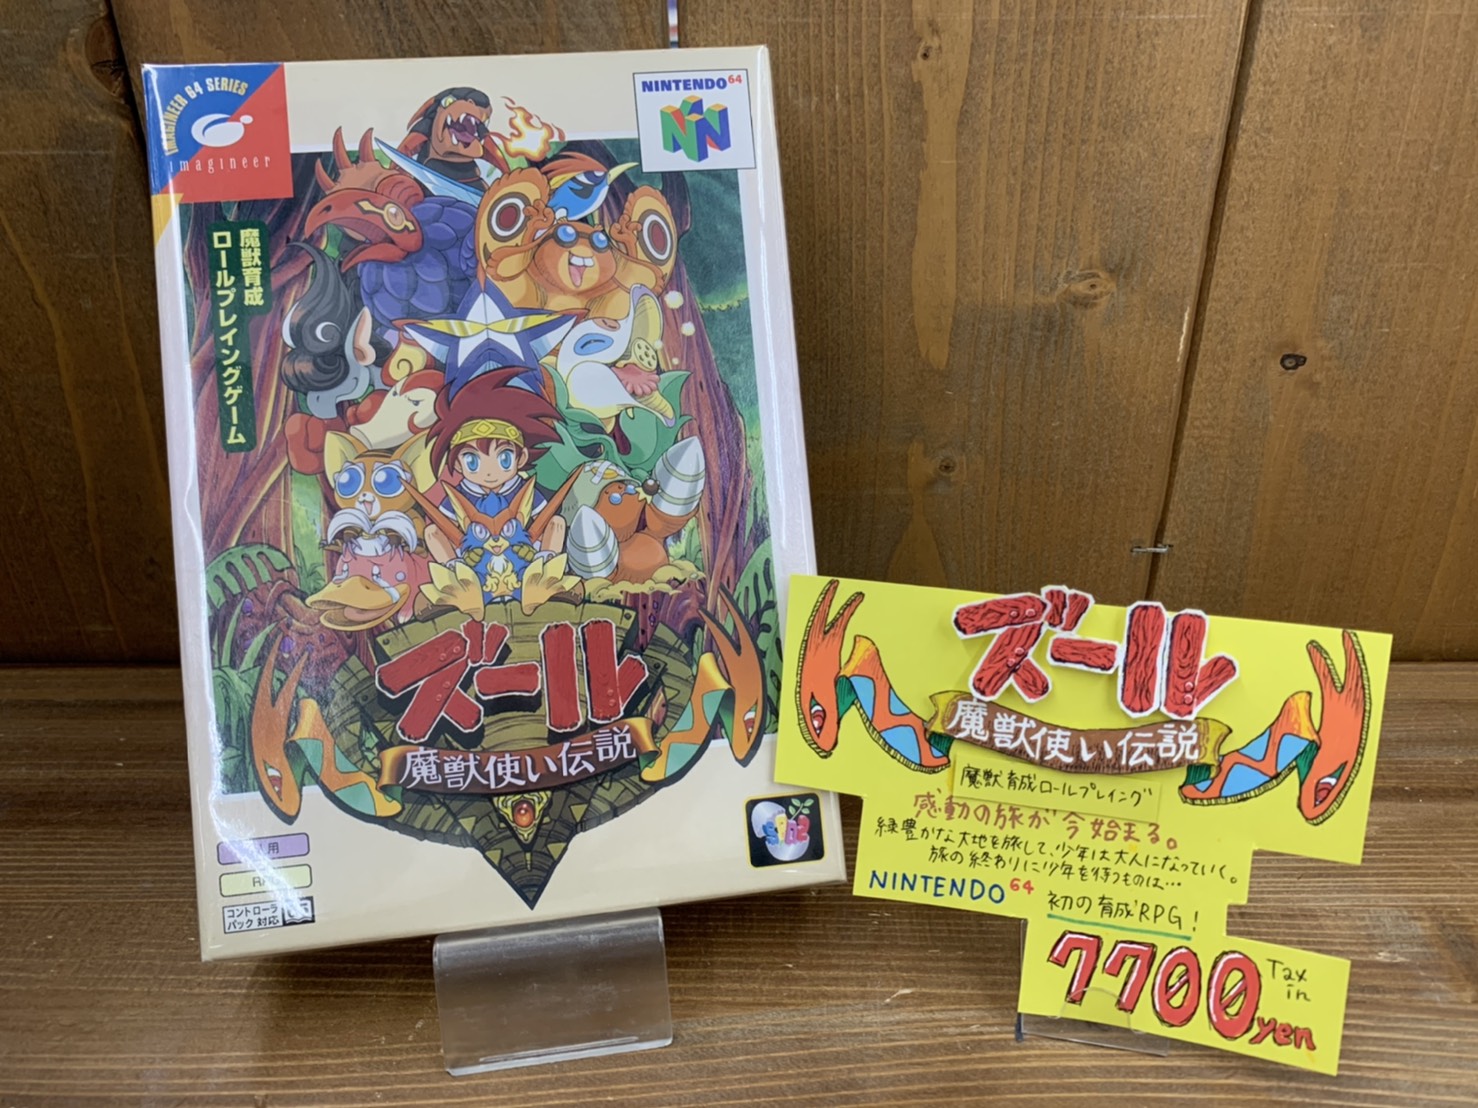 IMAGINEER 64 SERIES
imagineer
NINTENDO64
魔獣育成
ロールプレイングゲーム
ズール
魔獣使い伝説
用
RP
コントローラ
パック 対応
ズール
魔獣使い伝説
魔獣育成ロールプレイング
感動の旅が今始まる。
緑豊かな大地を旅して、少年は大人になっていく。
旅の終わりに少年を待つものは…
NINTENDO64
初の育成RPG!
7700
Tax
in
yen